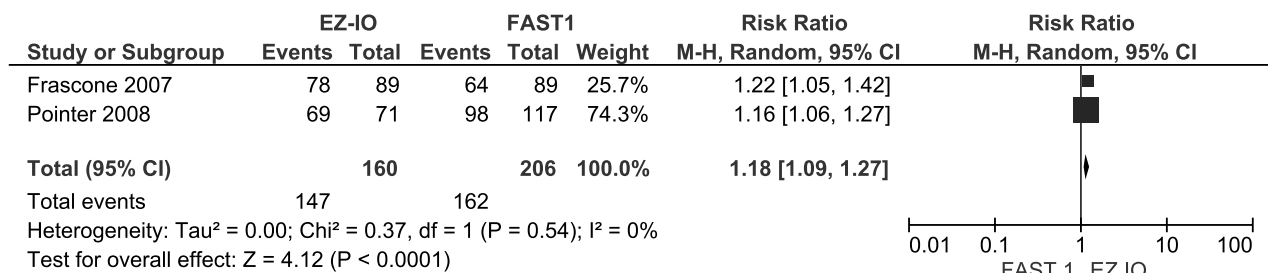 EZ-IO FAST1 Risk Ratio Risk Ratio
Study or Subgroup Events Total Events Total Weight M-H, Random, 95% CI M-H, Random, 95% CI
Frascone 2007 78 89 64 89 25.7% 1.22 [1.05, 1.42]
Pointer 2008 69 71 98 117 74.3% 1.16 [1.06, 1.27]
Total (95% CI) 160 206 100.0% 1.18 [1.09, 1.27]
Total events 147 162
Heterogeneity: Tau² = 0.00; Chi² = 0.37, df = 1 (P = 0.54); I² = 0%
Test for overall effect: Z = 4.12 (P < 0.0001)
0.01 0.1 1 10 100
FAST 1 EZ IO